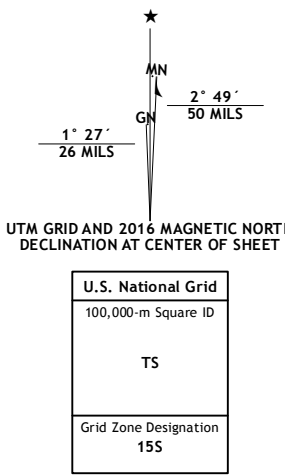 MN
GN
2° 49´
50 MILS
1° 27´
26 MILS
UTM GRID AND 2016 MAGNETIC NORTH
DECLINATION AT CENTER OF SHEET
U.S. National Grid
100,000-m Square ID
TS
Grid Zone Designation
15S